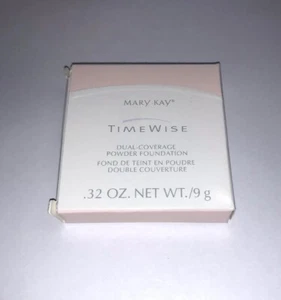 MARY KAY®
TIMEWISE
DUAL-COVERAGE
POWDER FOUNDATION
FOND DE TEINT EN POUDRE
DOUBLE COUVERTURE
.32 OZ. NET WT./9 g